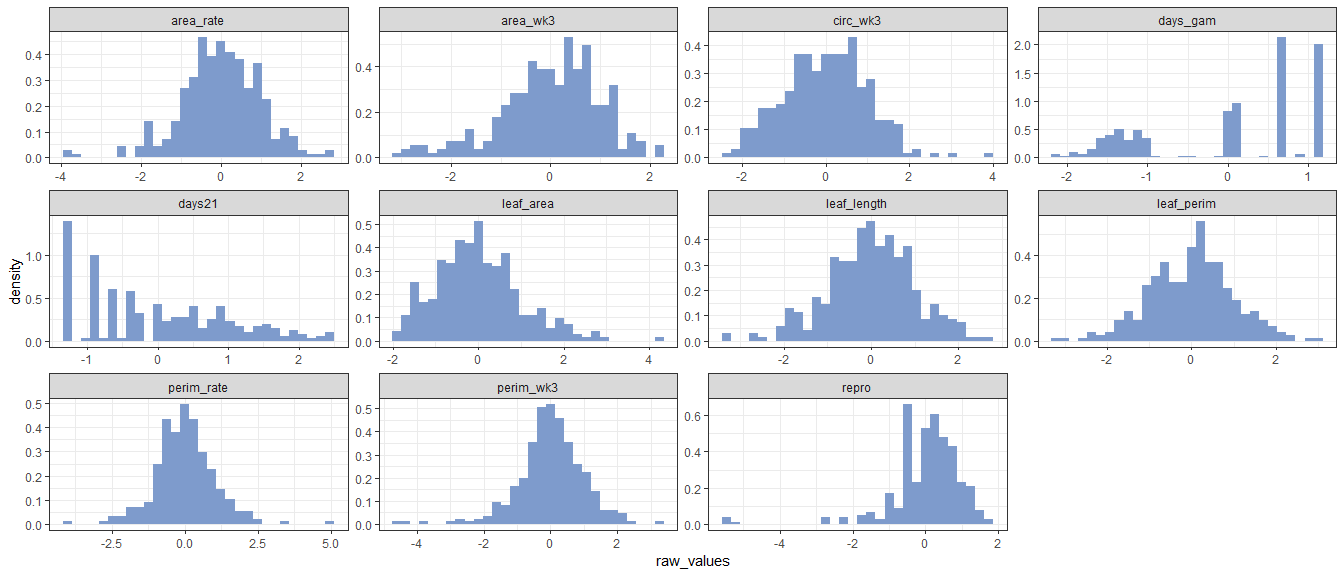 area_rate area_wk3 circ_wk3 days_gam
0.4 0.3 0.2 0.1 0.0
0.4 0.2 0.0
0.4 0.3 0.2 0.1 0.0
2.0 1.5 1.0 0.5 0.0
-4 -2 0 2
-3 -2 -1 0 1 2
-2 0 2 4
-2 -1 0 1
days21 leaf_area leaf_length leaf_perim
1.0 0.5 0.0
0.5 0.4 0.3 0.2 0.1 0.0
0.4 0.3 0.2 0.1 0.0
0.4 0.2 0.0
-1 0 1 2
-2 0 2 4
-2 0 2
-2 0 2
perim_rate perim_wk3 repro
0.5 0.4 0.3 0.2 0.1 0.0
0.5 0.4 0.3 0.2 0.1 0.0
0.6 0.4 0.2 0.0
-2.5 0.0 2.5 5.0
-4 -2 0 2
-4 -2 0 2
density
raw_values